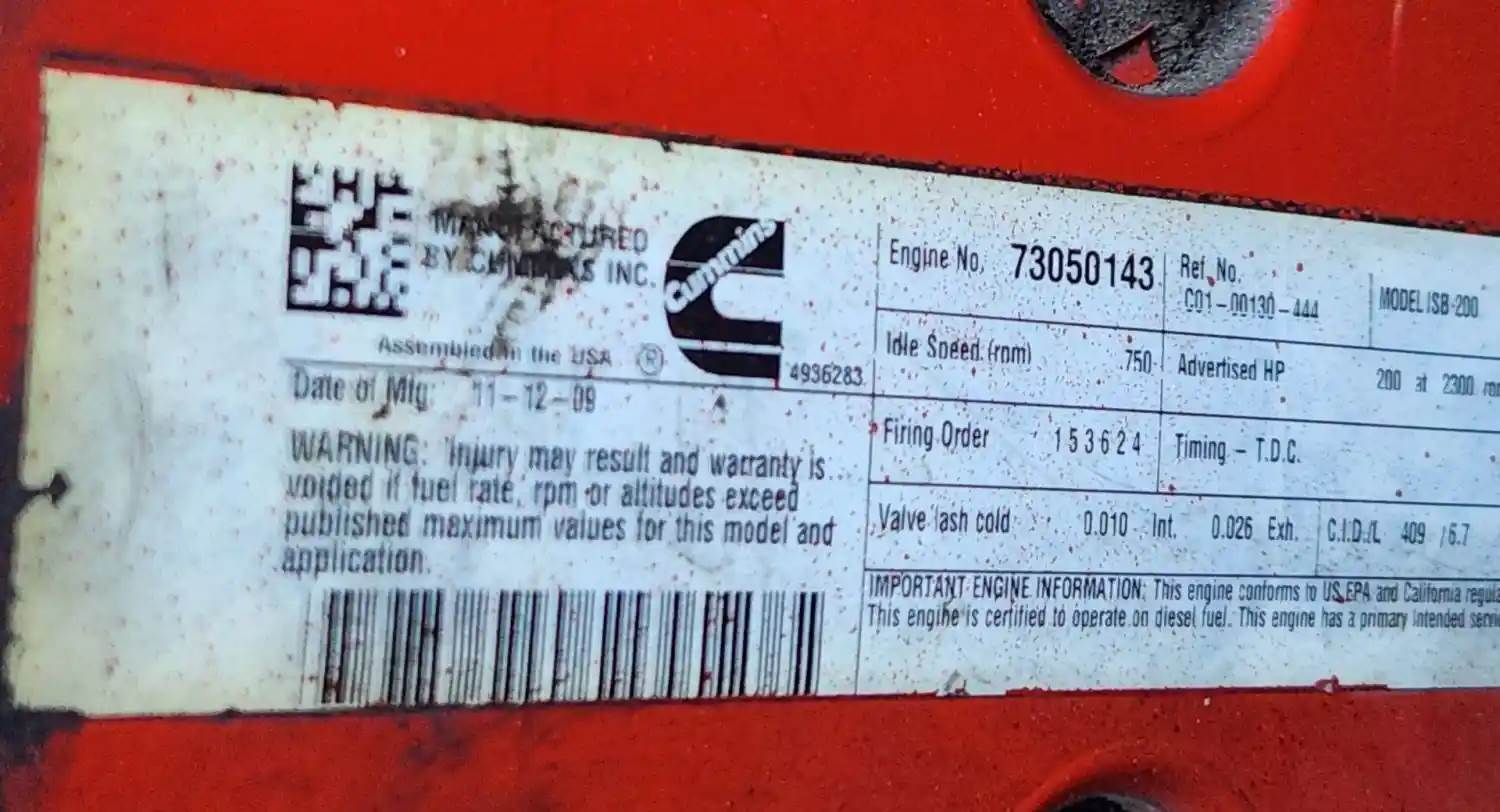 MANUFACTURED
BY CUMMINS INC.
Cummins
Assembled in the USA ®
4936283
Date of Mfg: 11-12-09
WARNING: Injury may result and warranty is
voided if fuel rate, rpm or altitudes exceed
published maximum values for this model and
application.
Engine No. 73050143
Ref. No.
C01-00130-444
MODEL ISB-200
Idle Speed (rpm) 750
Advertised HP 200 at 2300
Firing Order 153624
Timing - T.D.C.
Valve lash cold 0.010 Int. 0.026 Exh.
C.I.D./L 409 /6.7
IMPORTANT ENGINE INFORMATION: This engine conforms to US EPA and California
This engine is certified to operate on diesel fuel. This engine has a primary Intended